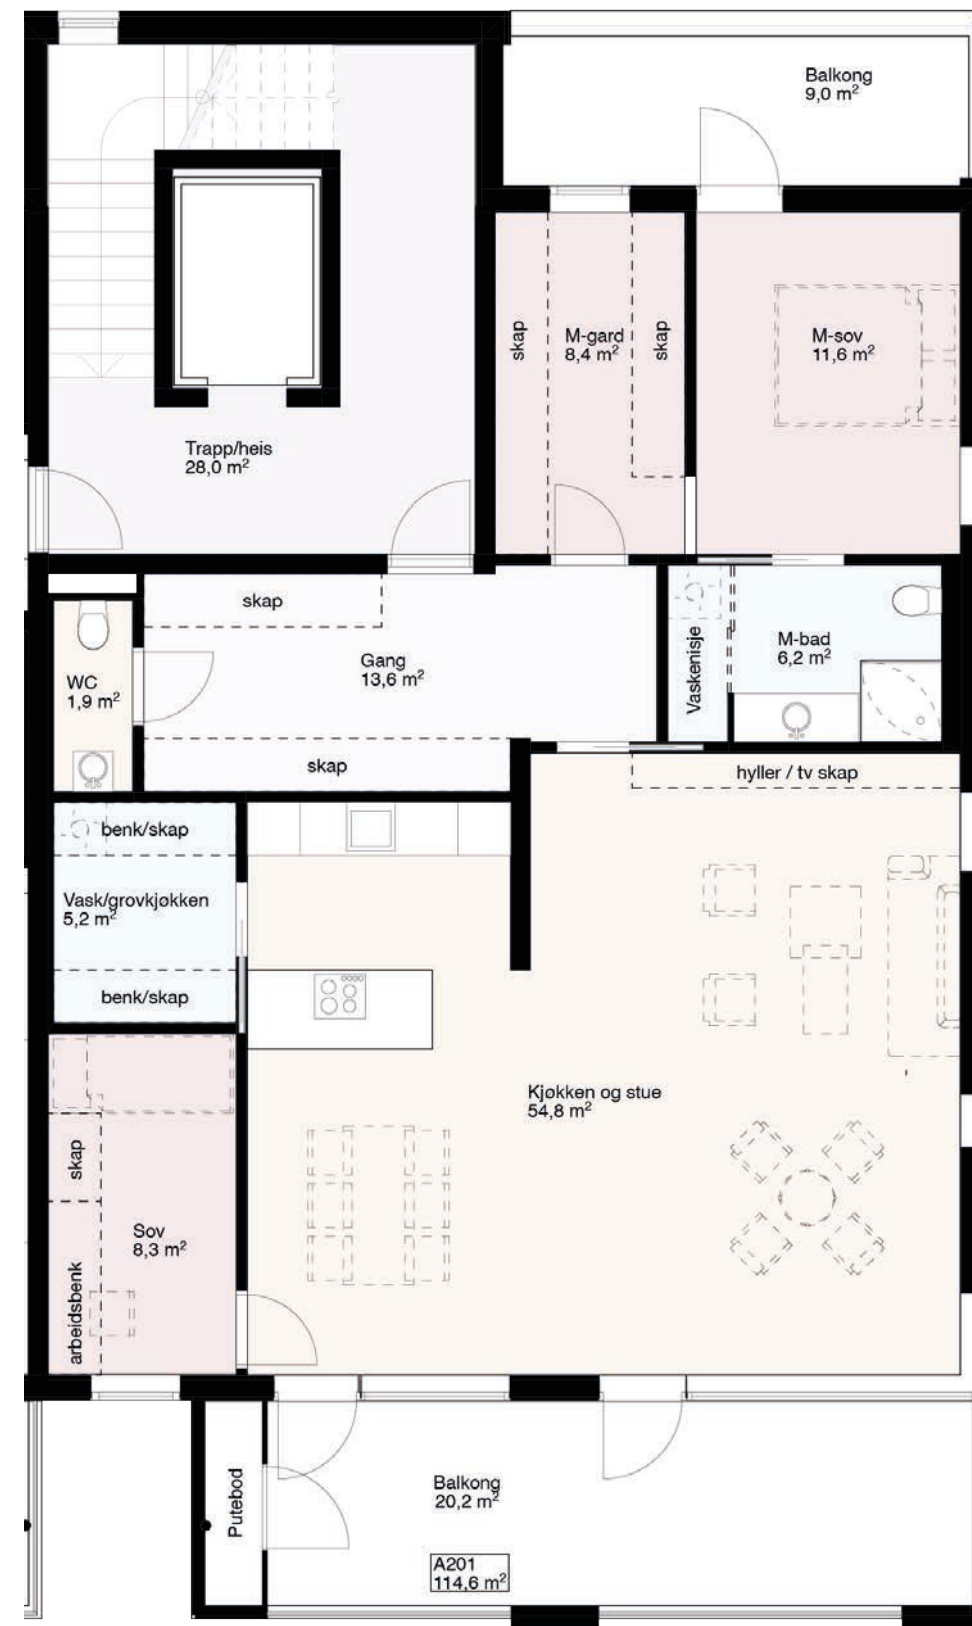 Balkong
9,0 m²
skap
M-gard
8,4 m²
skap
M-sov
11,6 m²
Trapp/heis
28,0 m²
skap
Gang
13,6 m²
WC
1,9 m²
skap
Vaskenisje
M-bad
6,2 m²
hyller / tv skap
benk/skap
Vask/grovkjøkken
5,2 m²
benk/skap
Kjøkken og stue
54,8 m²
skap
Sov
8,3 m²
arbeidsbenk
Putebod
Balkong
20,2 m²
A201
114,6 m²